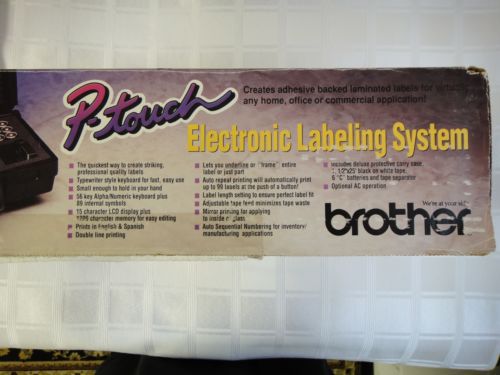 P-touch
Creates adhesive backed laminated labels for
any home, office or commercial application!
Electronic Labeling System
The quickest way to create striking,
professional quality labels
Typewriter style keyboard for fast, easy use
Small enough to hold in your hand
56 key Alpha/Numeric keyboard plus
89 internal symbols
15 character LCD display plus
character memory for easy editing
Prints in English & Spanish
Double line printing
Lets you underline or "frame" entire
label or just part
Auto repeat printing will automatically print
up to 99 labels at the push of a button!
Label length setting to ensure perfect label fit
Adjustable tape feed minimizes tape waste
Mirror printing for applying
to inside glass
Auto Sequential Numbering for inventory/
manufacturing applications
Includes deluxe protective carry case,
1/2"x25' black on white tape,
6 "C" batteries and tape separator
Optional AC operation
We're at your side
brother